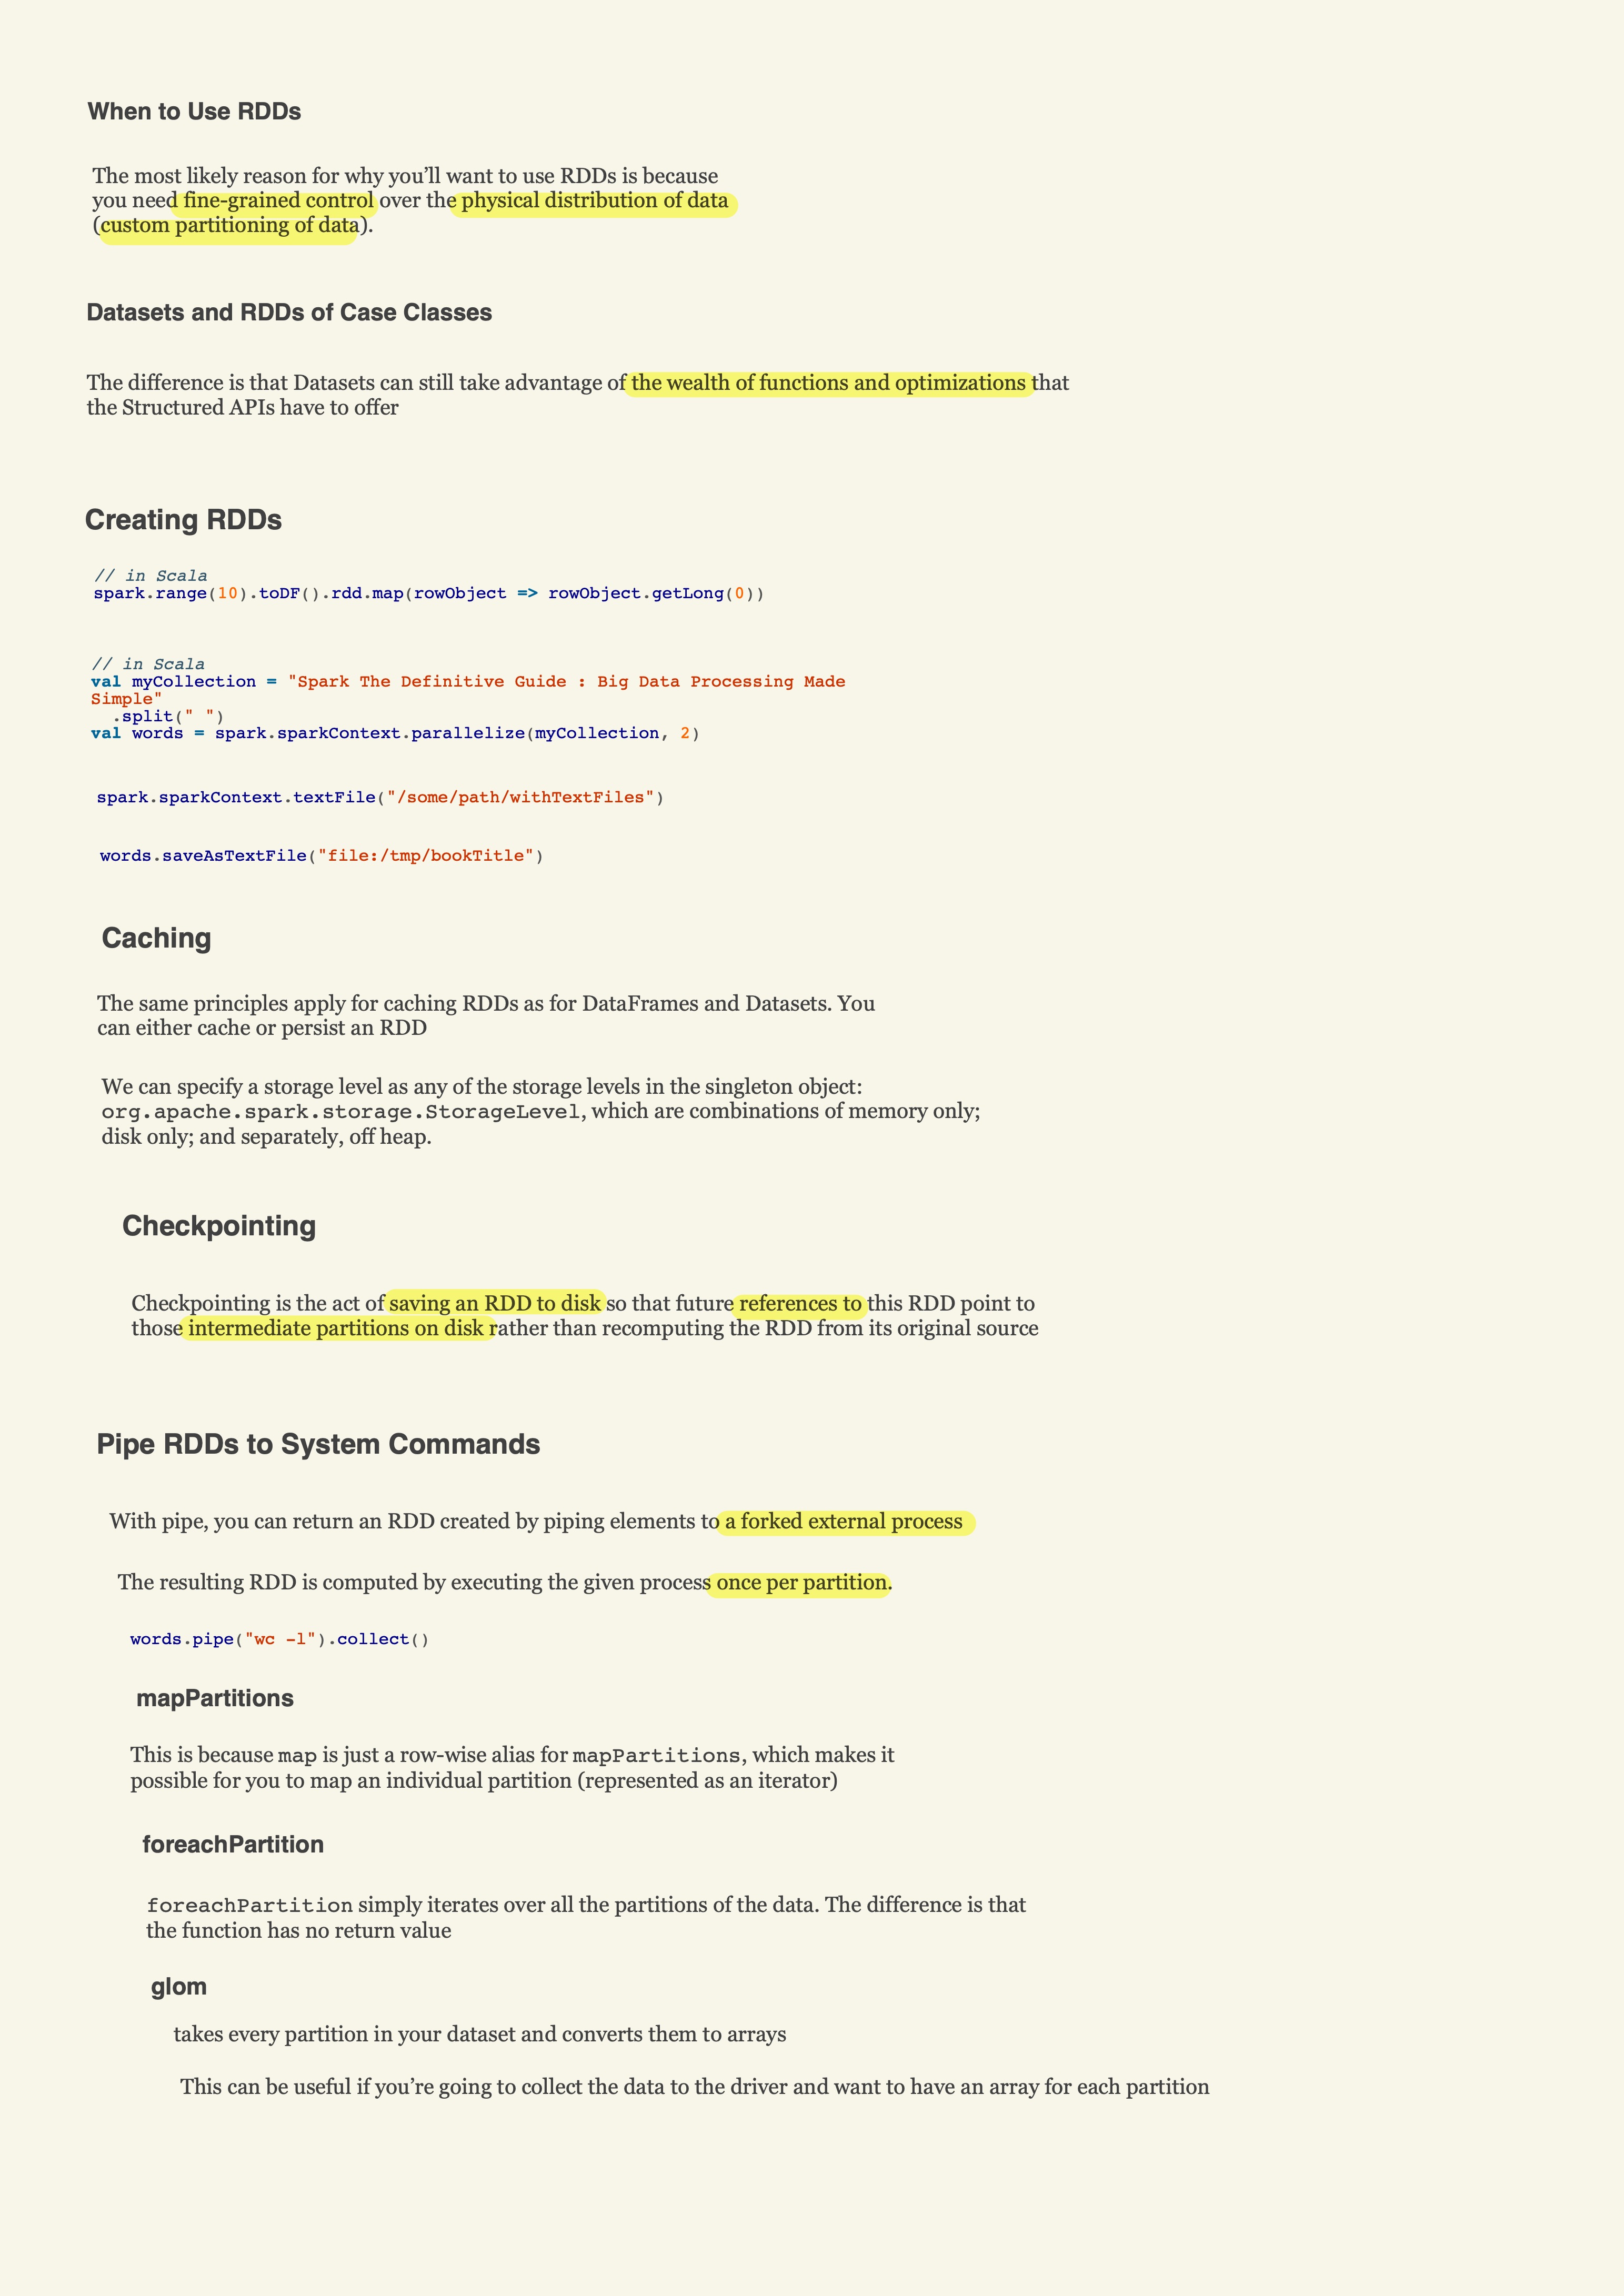 When to Use RDDs
The most likely reason for why you’ll want to use RDDs is because
you need fine-grained control over the physical distribution of data
(custom partitioning of data).
Datasets and RDDs of Case Classes
The difference is that Datasets can still take advantage of the wealth of functions and optimizations that
the Structured APIs have to offer
Creating RDDs
// in Scala
spark.range(10).toDF().rdd.map(rowObject => rowObject.getLong(0))
// in Scala
val myCollection = "Spark The Definitive Guide : Big Data Processing Made
Simple"
  .split(" ")
val words = spark.sparkContext.parallelize(myCollection, 2)
spark.sparkContext.textFile("/some/path/withTextFiles")
words.saveAsTextFile("file:/tmp/bookTitle")
Caching
The same principles apply for caching RDDs as for DataFrames and Datasets. You
can either cache or persist an RDD
We can specify a storage level as any of the storage levels in the singleton object:
org.apache.spark.storage.StorageLevel, which are combinations of memory only;
disk only; and separately, off heap.
Checkpointing
Checkpointing is the act of saving an RDD to disk so that future references to this RDD point to
those intermediate partitions on disk rather than recomputing the RDD from its original source
Pipe RDDs to System Commands
With pipe, you can return an RDD created by piping elements to a forked external process
The resulting RDD is computed by executing the given process once per partition.
words.pipe("wc -l").collect()
mapPartitions
This is because map is just a row-wise alias for mapPartitions, which makes it
possible for you to map an individual partition (represented as an iterator)
foreachPartition
foreachPartition simply iterates over all the partitions of the data. The difference is that
the function has no return value
glom
takes every partition in your dataset and converts them to arrays
This can be useful if you’re going to collect the data to the driver and want to have an array for each partition